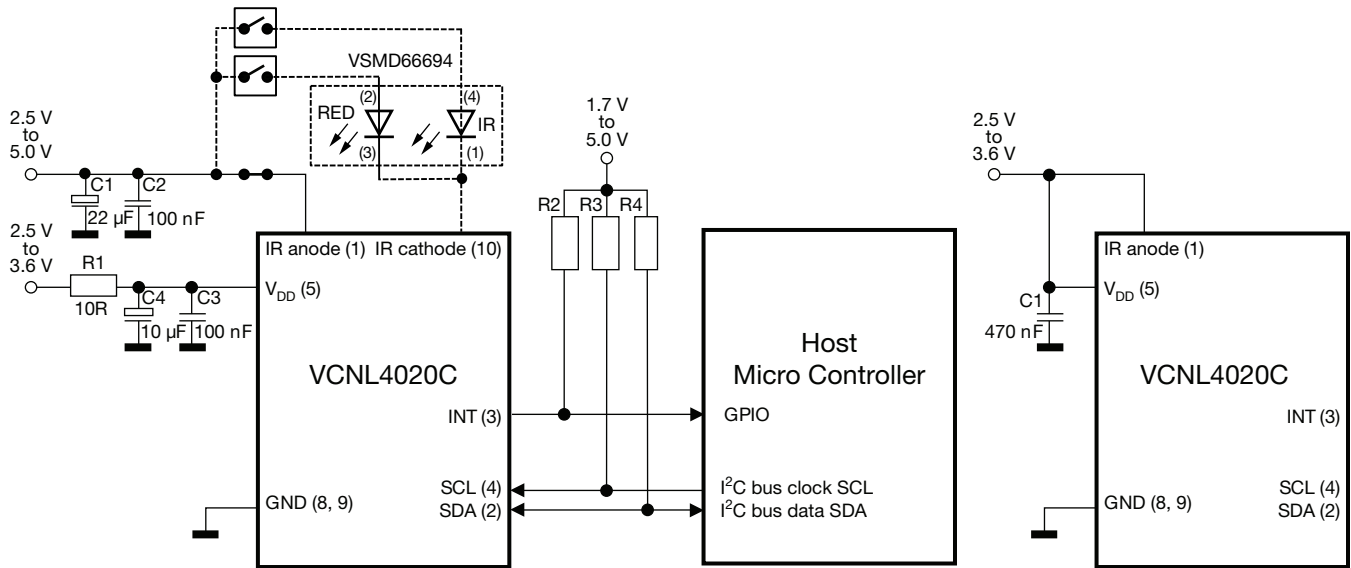 VSMD66694
(2)
(4)
RED
IR
(3)
(1)
2.5 V
to
5.0 V
C1
C2
22 µF
100 nF
1.7 V
to
5.0 V
R2
R3
R4
2.5 V
to
3.6 V
R1
10R
C4
C3
10 µF
100 nF
IR anode (1)
IR cathode (10)
VDD (5)
VCNL4020C
INT (3)
SCL (4)
SDA (2)
GND (8, 9)
Host
Micro Controller
GPIO
I²C bus clock SCL
I²C bus data SDA
2.5 V
to
3.6 V
C1
470 nF
IR anode (1)
VDD (5)
VCNL4020C
INT (3)
SCL (4)
SDA (2)
GND (8, 9)